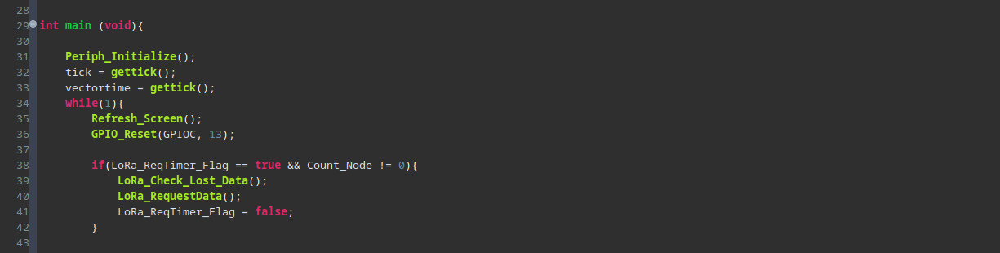 28
29 int main (void){
30
31 Periph_Initialize();
32 tick = gettick();
33 vectortime = gettick();
34 while(1){
35 Refresh_Screen();
36 GPIO_Reset(GPIOC, 13);
37
38 if(LoRa_ReqTimer_Flag == true && Count_Node != 0){
39 LoRa_Check_Lost_Data();
40 LoRa_RequestData();
41 LoRa_ReqTimer_Flag = false;
42 }
43